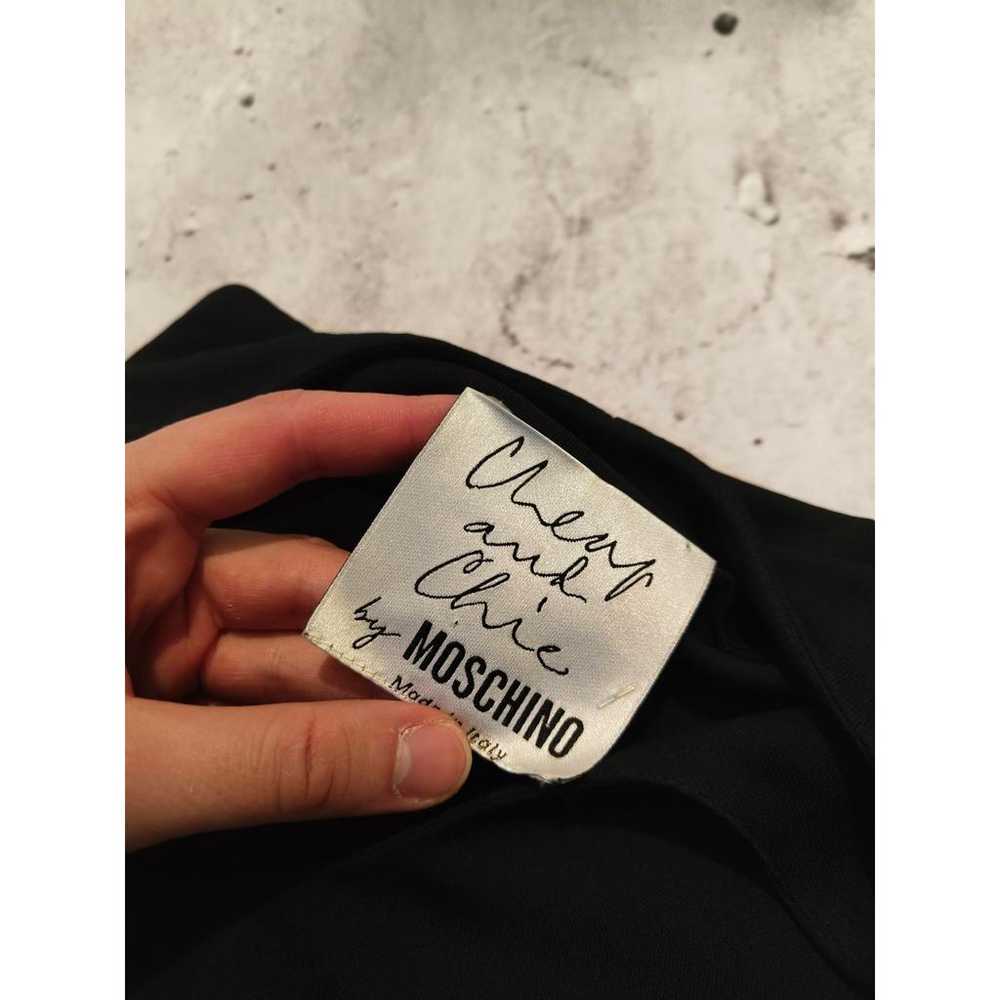 Cheap
and
Chic
by MOSCHINO
Made in Italy